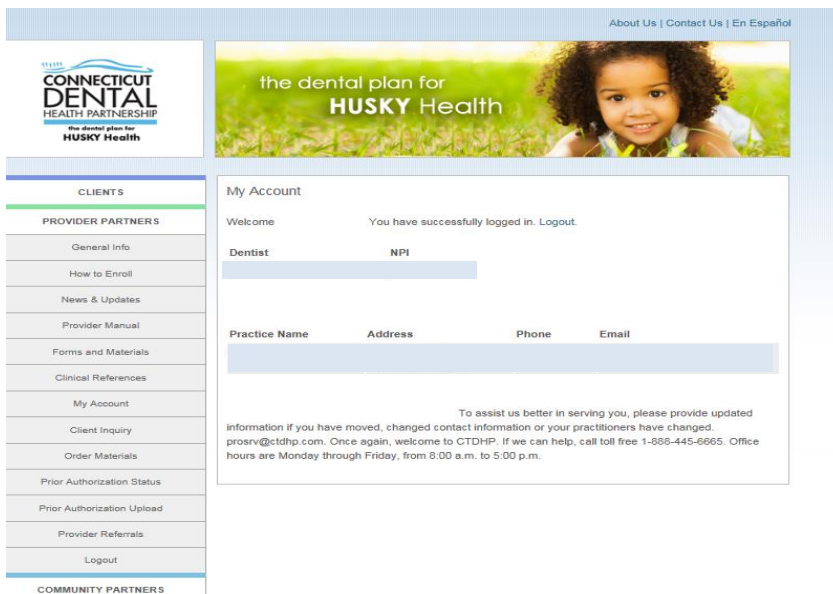 About Us | Contact Us | En Español
CONNECTICUT
DENTAL
HEALTH PARTNERSHIP
the dental plan for
HUSKY Health
the dental plan for
HUSKY Health
CLIENTS
PROVIDER PARTNERS
General Info
How to Enroll
News & Updates
Provider Manual
Forms and Materials
Clinical References
My Account
Client Inquiry
Order Materials
Prior Authorization Status
Prior Authorization Upload
Provider Referrals
Logout
COMMUNITY PARTNERS
My Account
Welcome You have successfully logged in. Logout.
Dentist NPI
Practice Name Address Phone Email
To assist us better in serving you, please provide updated
information if you have moved, changed contact information or your practitioners have changed.
prosrv@ctdhp.com. Once again, welcome to CTDHP. If we can help, call toll free 1-888-445-6665. Office
hours are Monday through Friday, from 8:00 a.m. to 5:00 p.m.